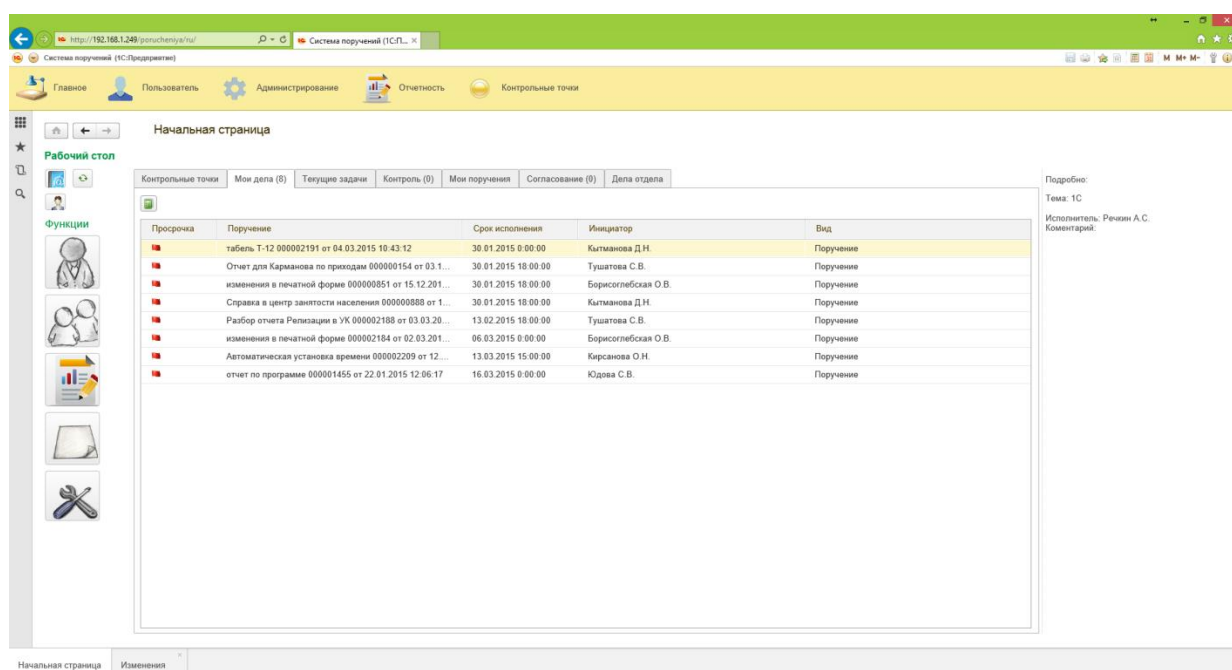 http://192.168.1.249/porucheniya/ru/
Система поручений (1С:П...
Система поручений (1С:Предприятие)
M M+ M-
Главное
Пользователь
Администрирование
Отчетность
Контрольные точки
Начальная страница
Рабочий стол
Функции
Контрольные точки
Мои дела (8)
Текущие задачи
Контроль (0)
Мои поручения
Согласование (0)
Дела отдела
Просрочка Поручение Срок исполнения Инициатор Вид
табель Т-12 000002191 от 04.03.2015 10:43:12 30.01.2015 0:00:00 Кытманова Д.Н. Поручение
Отчет для Карманова по приходам 000000154 от 03.1... 30.01.2015 18:00:00 Тушатова С.В. Поручение
изменения в печатной форме 000000851 от 15.12.201... 30.01.2015 18:00:00 Борисоглебская О.В. Поручение
Справка в центр занятости населения 000000888 от 1... 30.01.2015 18:00:00 Кытманова Д.Н. Поручение
Разбор отчета Релизации в УК 000002188 от 03.03.20... 13.02.2015 18:00:00 Тушатова С.В. Поручение
изменения в печатной форме 000002184 от 02.03.201... 06.03.2015 0:00:00 Борисоглебская О.В. Поручение
Автоматическая установка времени 000002209 от 12.... 13.03.2015 15:00:00 Кирсанова О.Н. Поручение
отчет по программе 000001455 от 22.01.2015 12:06:17 16.03.2015 0:00:00 Юдова С.В. Поручение
Подробно:
Тема: 1С
Исполнитель: Речкин А.С.
Коментарий:
Начальная страница
Изменения